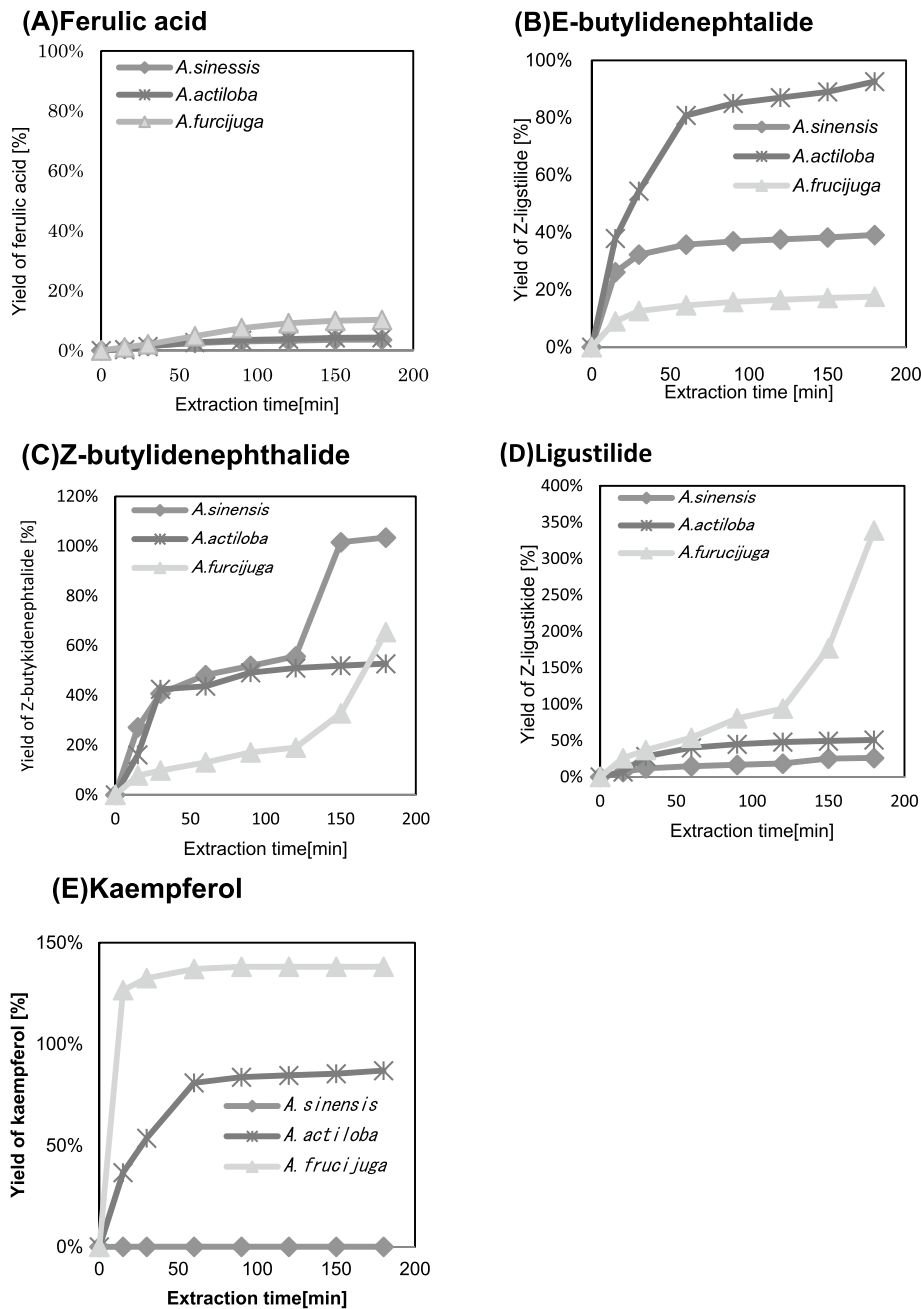 (A)Ferulic acid
100%
80%
60%
40%
20%
0%
Yield of ferulic acid [%]
A.sinessis
A.actiloba
A.furcijuga
0 50 100 150 200
Extraction time[min]
(B)E-butylidenephtalide
100%
80%
60%
40%
20%
0%
Yield of Z-ligstilide [%]
A.sinensis
A.actiloba
A.frucijuga
0 50 100 150 200
Extraction time [min]
(C)Z-butylidenephthalide
120%
100%
80%
60%
40%
20%
0%
Yield of Z-butykidenephtalide [%]
A.sinensis
A.actiloba
A.furcijuga
0 50 100 150 200
Extraction time[min]
(D)Ligustilide
400%
350%
300%
250%
200%
150%
100%
50%
0%
Yield of Z-ligustikide [%]
A.sinensis
A.actiloba
A.furucijuga
0 50 100 150 200
Extraction time[min]
(E)Kaempferol
150%
100%
50%
0%
Yield of kaempferol [%]
A. sinensis
A. actiloba
A. frucijuga
0 50 100 150 200
Extraction time[min]